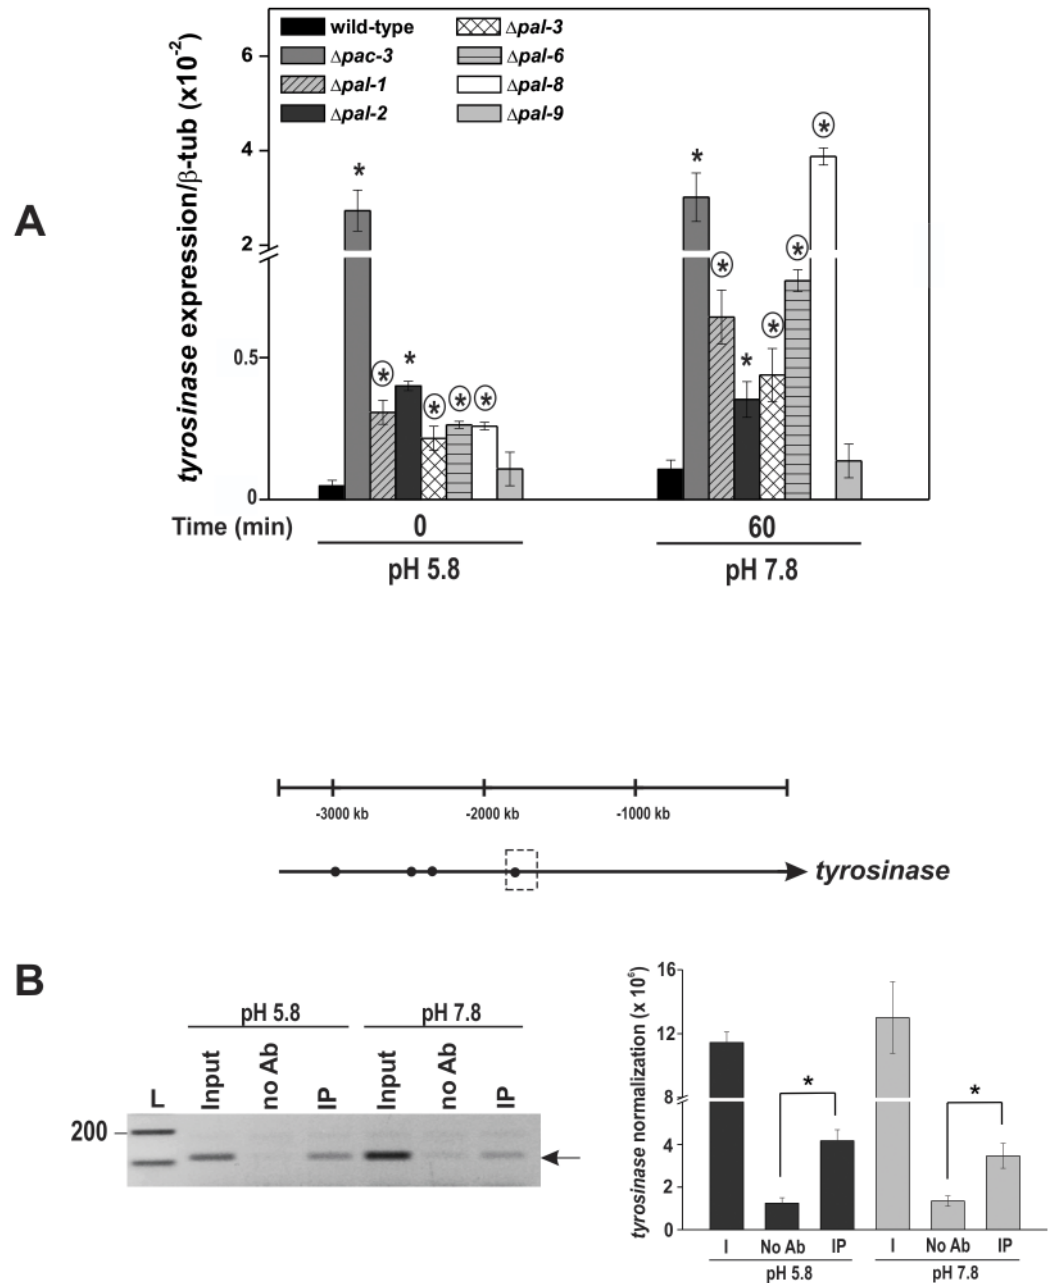 A
tyrosinase expression/β-tub (x10-2)
6
4
2
0.5
0
wild-type
Δpac-3
Δpal-1
Δpal-2
Δpal-3
Δpal-6
Δpal-8
Δpal-9
*
*
*
*
*
*
*
*
*
*
*
*
Time (min)
0
60
pH 5.8
pH 7.8
-3000 kb
-2000 kb
-1000 kb
tyrosinase
B
pH 5.8
pH 7.8
L
Input
no Ab
IP
Input
no Ab
IP
200
tyrosinase normalization (x 10⁶)
16
12
8
4
2
0
*
*
I
No Ab
IP
I
No Ab
IP
pH 5.8
pH 7.8